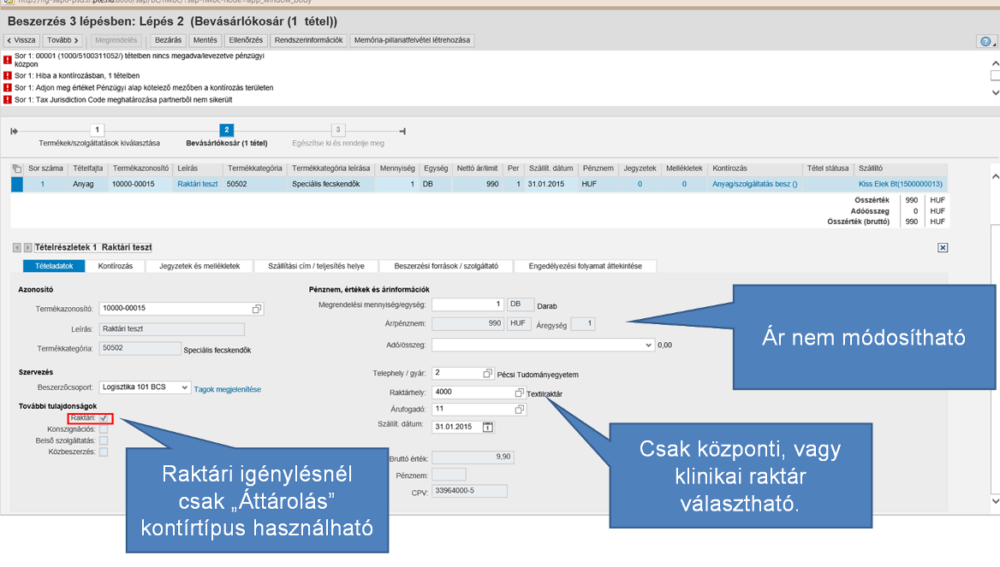 Beszerzés 3 lépésben: Lépés 2 (Bevásárlókosár (1 tétel))
Vissza Tovább Megrendelés Bezárás Mentés Ellenőrzés Rendszerinformációk Memória-pillanatfelvétel létrehozása
Sor 1: 00001 (1000/5100311052/) tételben nincs megadva/levezetve pénzügyi
közpon
Sor 1: Hiba a kontírozásban, 1 tételben
Sor 1: Adjon meg értéket Pénzügyi alap kötelező mezőben a kontírozás területen
Sor 1: Tax Jurisdiction Code meghatározása partnerből nem sikerült
1 2 3
Termékek/szolgáltatások kiválasztása Bevásárlókosár (1 tétel) Egészítse ki és rendelje meg
Sor száma Tételfajta Termékazonosító Leírás Termékkategória Termékkategória leírása Mennyiség Egység Nettó ár/limit Per Szállít. dátum Pénznem Jegyzetek Mellékletek Kontírozás Tétel státusa Szállító
1 Anyag 10000-00015 Raktári teszt 50502 Speciális fecskendők 1 DB 990 1 31.01.2015 HUF 0 0 Anyag/szolgáltatás besz () Kiss Elek Bt(1500000013)
Összérték 990 HUF
Adóösszeg 0 HUF
Összérték (bruttó) 990 HUF
Tételrészletek 1 Raktári teszt
Tételadatok Kontírozás Jegyzetek és mellékletek Szállítási cím / teljesítés helye Beszerzési források / szolgáltató Engedélyezési folyamat áttekintése
Azonosító
Termékazonosító: 10000-00015
Leírás: Raktári teszt
Termékkategória: 50502 Speciális fecskendők
Szervezés
Beszerzőcsoport: Logisztika 101 BCS Tagok megjelenítése
További tulajdonságok
Raktári:
Konszignációs:
Belső szolgáltatás:
Közbeszerzés:
Pénznem, értékek és árinformációk
Megrendelési mennyiség/egység: 1 DB Darab
Ár/pénznem: 990 HUF Áregység 1
Adó/összeg: 0,00
Telephely / gyár: 2 Pécsi Tudományegyetem
Raktárhely: 4000 Textilraktár
Árufogadó: 11
Szállít. dátum: 31.01.2015
Bruttó érték: 9,90
Pénznem:
CPV: 33964000-5
Ár nem módosítható
Csak központi, vagy
klinikai raktár
választható.
Raktári igénylésnél
csak „Áttárolás”
kontírtípus használható